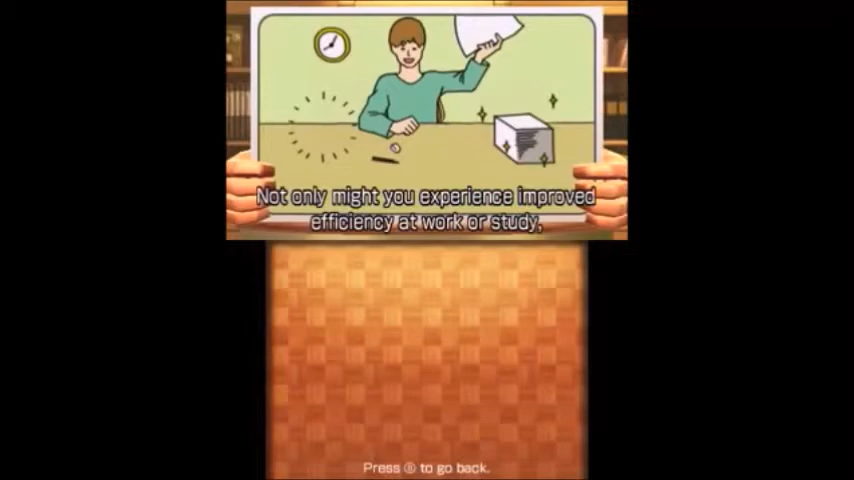 Not only might you experience improved
efficiency at work or study,
Press Ⓑ to go back.